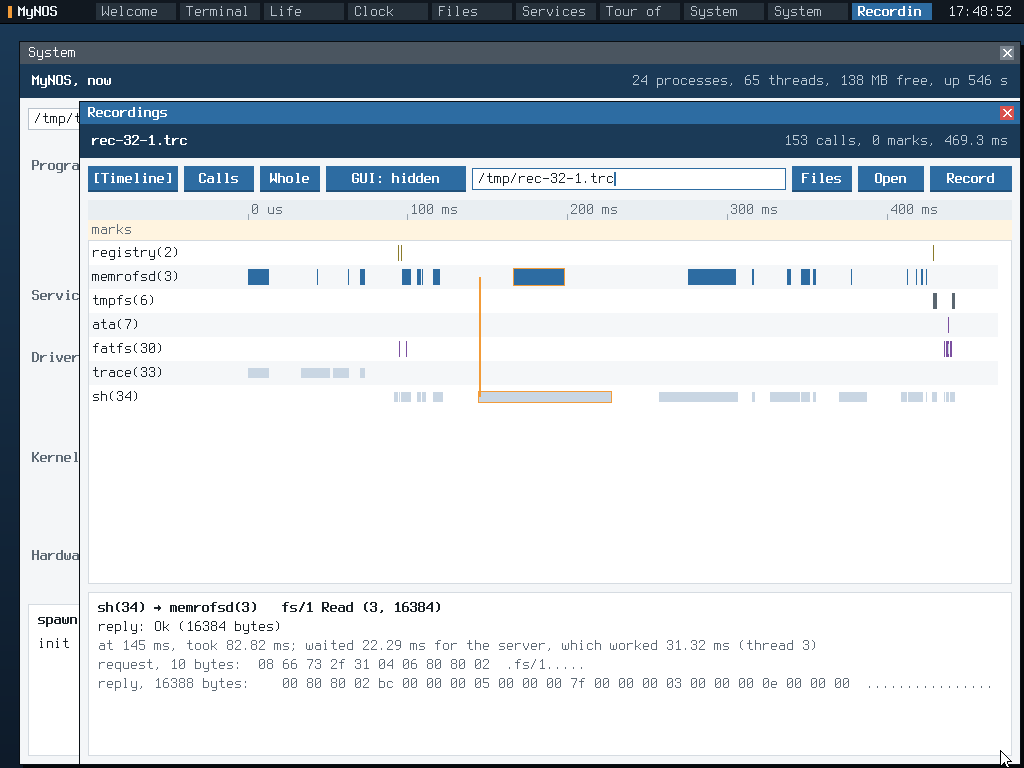 MyNOS Welcome Terminal Life Clock Files Services Tour of System System Recordin 17:48:52
System
MyNOS, now 24 processes, 65 threads, 138 MB free, up 546 s
/tmp/t
Recordings
rec-32-1.trc 153 calls, 0 marks, 469.3 ms
[Timeline] Calls Whole GUI: hidden /tmp/rec-32-1.trc Files Open Record
0 us 100 ms 200 ms 300 ms 400 ms
marks
registry(2)
memrofsd(3)
tmpfs(6)
ata(7)
fatfs(30)
trace(33)
sh(34)
Progra
Servic
Driver
Kernel
Hardwa
spawn
init
sh(34) → memrofsd(3) fs/1 Read (3, 16384)
reply: Ok (16384 bytes)
at 145 ms, took 82.82 ms; waited 22.29 ms for the server, which worked 31.32 ms (thread 3)
request, 10 bytes: 08 66 73 2f 31 04 06 80 80 02 .fs/1.....
reply, 16388 bytes: 00 80 80 02 bc 00 00 00 05 00 00 00 7f 00 00 00 03 00 00 00 0e 00 00 00 ................